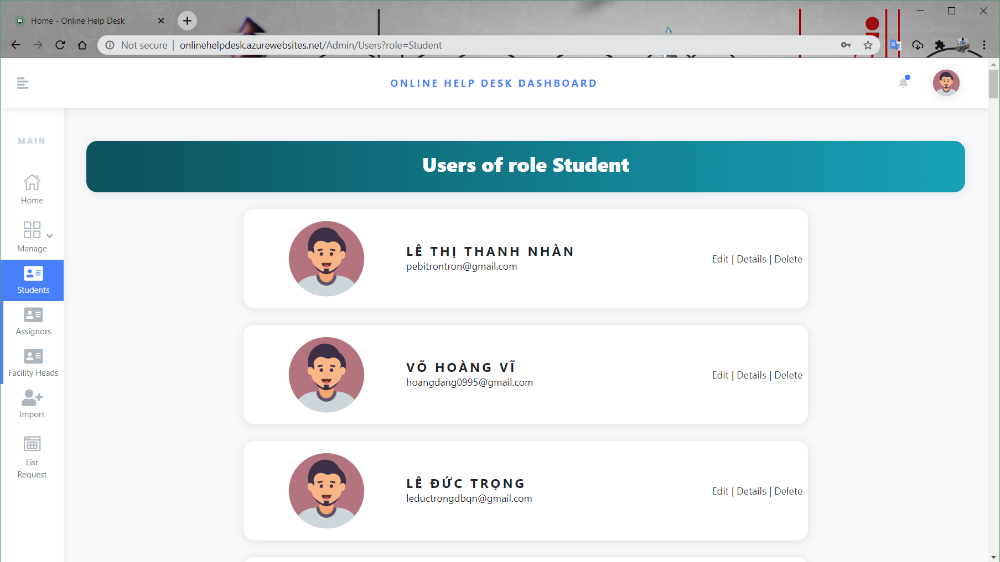 Home - Online Help Desk
Not secure | onlinehelpdesk.azurewebsites.net/Admin/Users?role=Student
ONLINE HELP DESK DASHBOARD
MAIN
Home
Manage
Students
Assignors
Facility Heads
Import
List
Request
Users of role Student
LÊ THỊ THANH NHÀN
pebitrontron@gmail.com
Edit | Details | Delete
VÕ HOÀNG VĨ
hoangdang0995@gmail.com
Edit | Details | Delete
LÊ ĐỨC TRỌNG
leductrongdbqn@gmail.com
Edit | Details | Delete